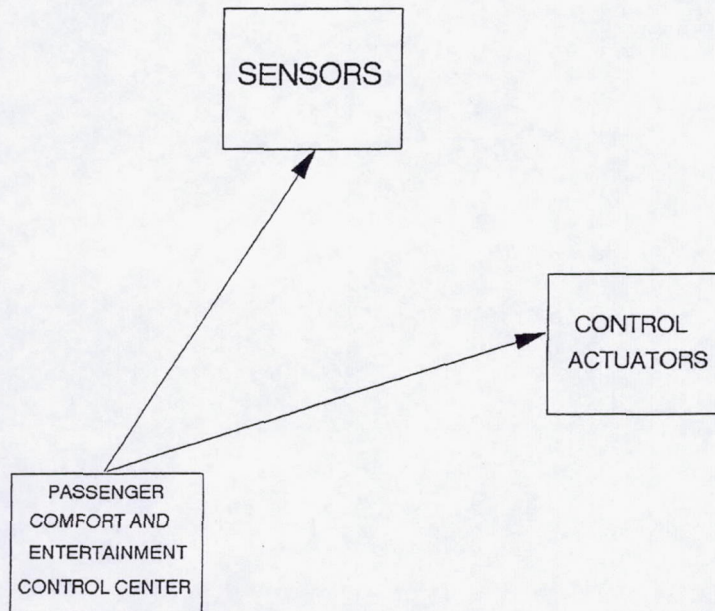 SENSORS
CONTROL
ACTUATORS
PASSENGER
COMFORT AND
ENTERTAINMENT
CONTROL CENTER